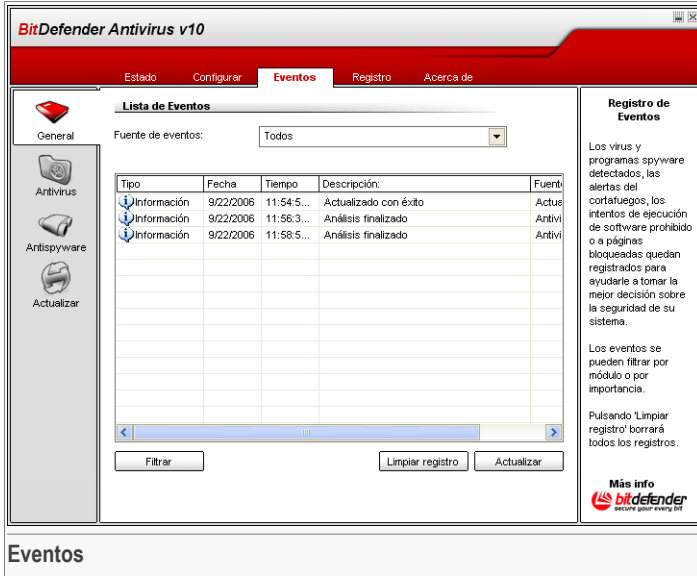 BitDefender Antivirus v10
Estado Configurar Eventos Registro Acerca de
General
Antivirus
Antispyware
Actualizar
Lista de Eventos
Fuente de eventos: Todos
Tipo Fecha Tiempo Descripción: Fuent
Información 9/22/2006 11:54:5... Actualizado con éxito Actua
Información 9/22/2006 11:56:3... Análisis finalizado Antivi
Información 9/22/2006 11:58:5... Análisis finalizado Antivi
Filtrar Limpiar registro Actualizar
Registro de
Eventos
Los virus y
programas spyware
detectados, las
alertas del
cortafuegos, los
intentos de ejecución
de software prohibido
o a páginas
bloqueadas quedan
registrados para
ayudarle a tomar la
mejor decisión sobre
la seguridad de su
sistema.
Los eventos se
pueden filtrar por
módulo o por
importancia.
Pulsando 'Limpiar
registro' borrará
todos los registros.
Más info
bitdefender
secure your every bit
Eventos